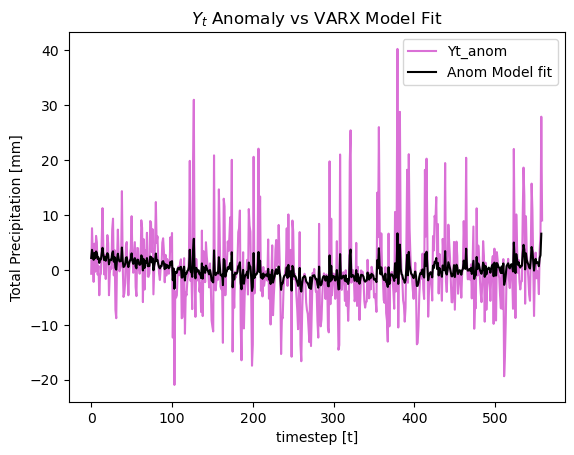 Y_t Anomaly vs VARX Model Fit
Yt_anom
Anom Model fit
Total Precipitation [mm]
40
30
20
10
0
−10
−20
0 100 200 300 400 500
timestep [t]